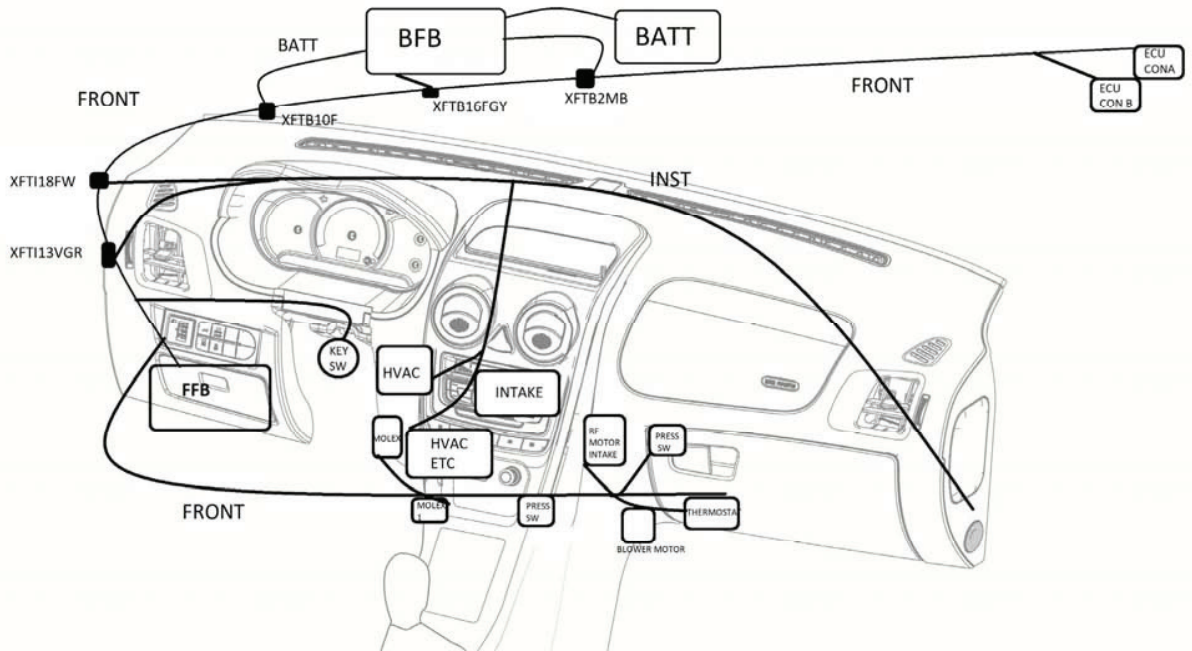 BFB
BATT
BATT
ECU
CONA
ECU
CON B
FRONT
FRONT
XFTB16FGY
XFTB2MB
XFTB10F
XFTI18FW
INST
XFTI13VGR
KEY
SW
HVAC
FFB
INTAKE
MOLEX
HVAC
ETC
RF
MOTOR
INTAKE
PRESS
SW
FRONT
MOLEX
1
PRESS
SW
THERMOSTAT
BLOWER MOTOR